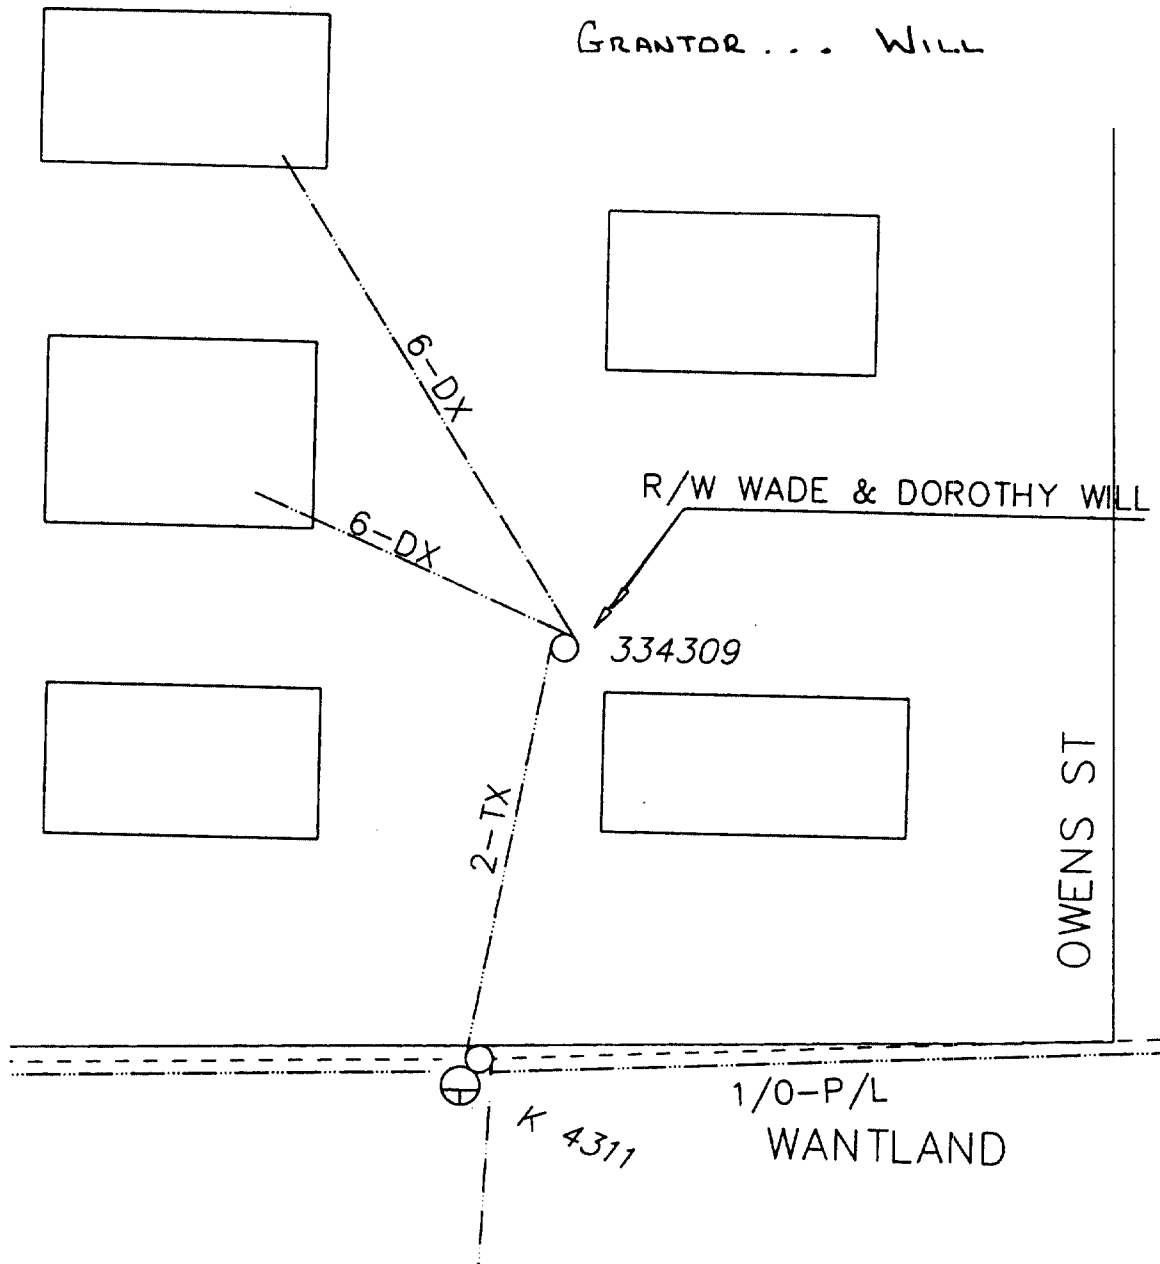 GRANTOR ... WILL
6-DX
R/W WADE & DOROTHY WILL
6-DX
334309
2-TX
OWENS ST
1/0-P/L
K 4311
WANTLAND